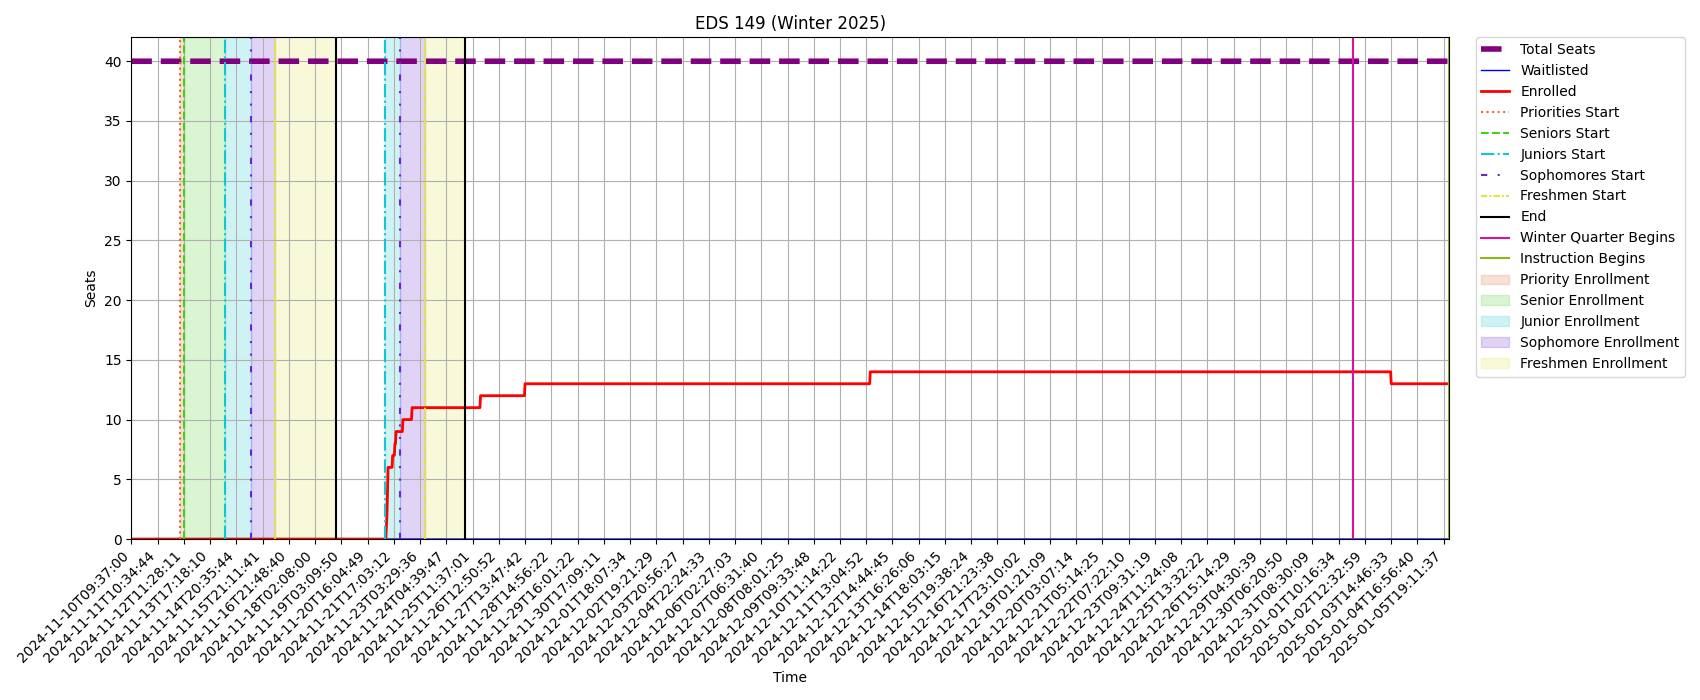 EDS 149 (Winter 2025)
Seats
40
35
30
25
20
15
10
5
0
2024-11-10T09:37:00
2024-11-11T10:34:44
2024-11-12T11:28:11
2024-11-13T17:18:10
2024-11-14T20:35:44
2024-11-15T21:11:41
2024-11-16T21:48:40
2024-11-18T02:08:00
2024-11-19T03:09:50
2024-11-20T16:04:49
2024-11-21T17:03:12
2024-11-23T03:29:36
2024-11-24T04:39:47
2024-11-25T11:37:01
2024-11-26T12:50:52
2024-11-27T13:47:42
2024-11-28T14:56:22
2024-11-29T16:01:22
2024-11-30T17:09:11
2024-12-01T18:07:34
2024-12-02T19:21:29
2024-12-03T20:56:27
2024-12-04T22:24:33
2024-12-06T02:27:03
2024-12-07T06:31:40
2024-12-08T08:01:25
2024-12-09T09:33:48
2024-12-10T11:14:22
2024-12-11T13:04:52
2024-12-12T14:44:45
2024-12-13T16:26:06
2024-12-14T18:03:15
2024-12-15T19:38:24
2024-12-16T21:23:38
2024-12-17T23:10:02
2024-12-19T01:21:09
2024-12-20T03:07:14
2024-12-21T05:14:25
2024-12-22T07:22:10
2024-12-23T09:31:19
2024-12-24T11:24:08
2024-12-25T13:32:22
2024-12-26T15:14:29
2024-12-29T04:30:39
2024-12-30T06:20:50
2024-12-31T08:30:09
2025-01-01T10:16:34
2025-01-02T12:32:59
2025-01-03T14:46:33
2025-01-04T16:56:40
2025-01-05T19:11:37
Time
Total Seats
Waitlisted
Enrolled
Priorities Start
Seniors Start
Juniors Start
Sophomores Start
Freshmen Start
End
Winter Quarter Begins
Instruction Begins
Priority Enrollment
Senior Enrollment
Junior Enrollment
Sophomore Enrollment
Freshmen Enrollment